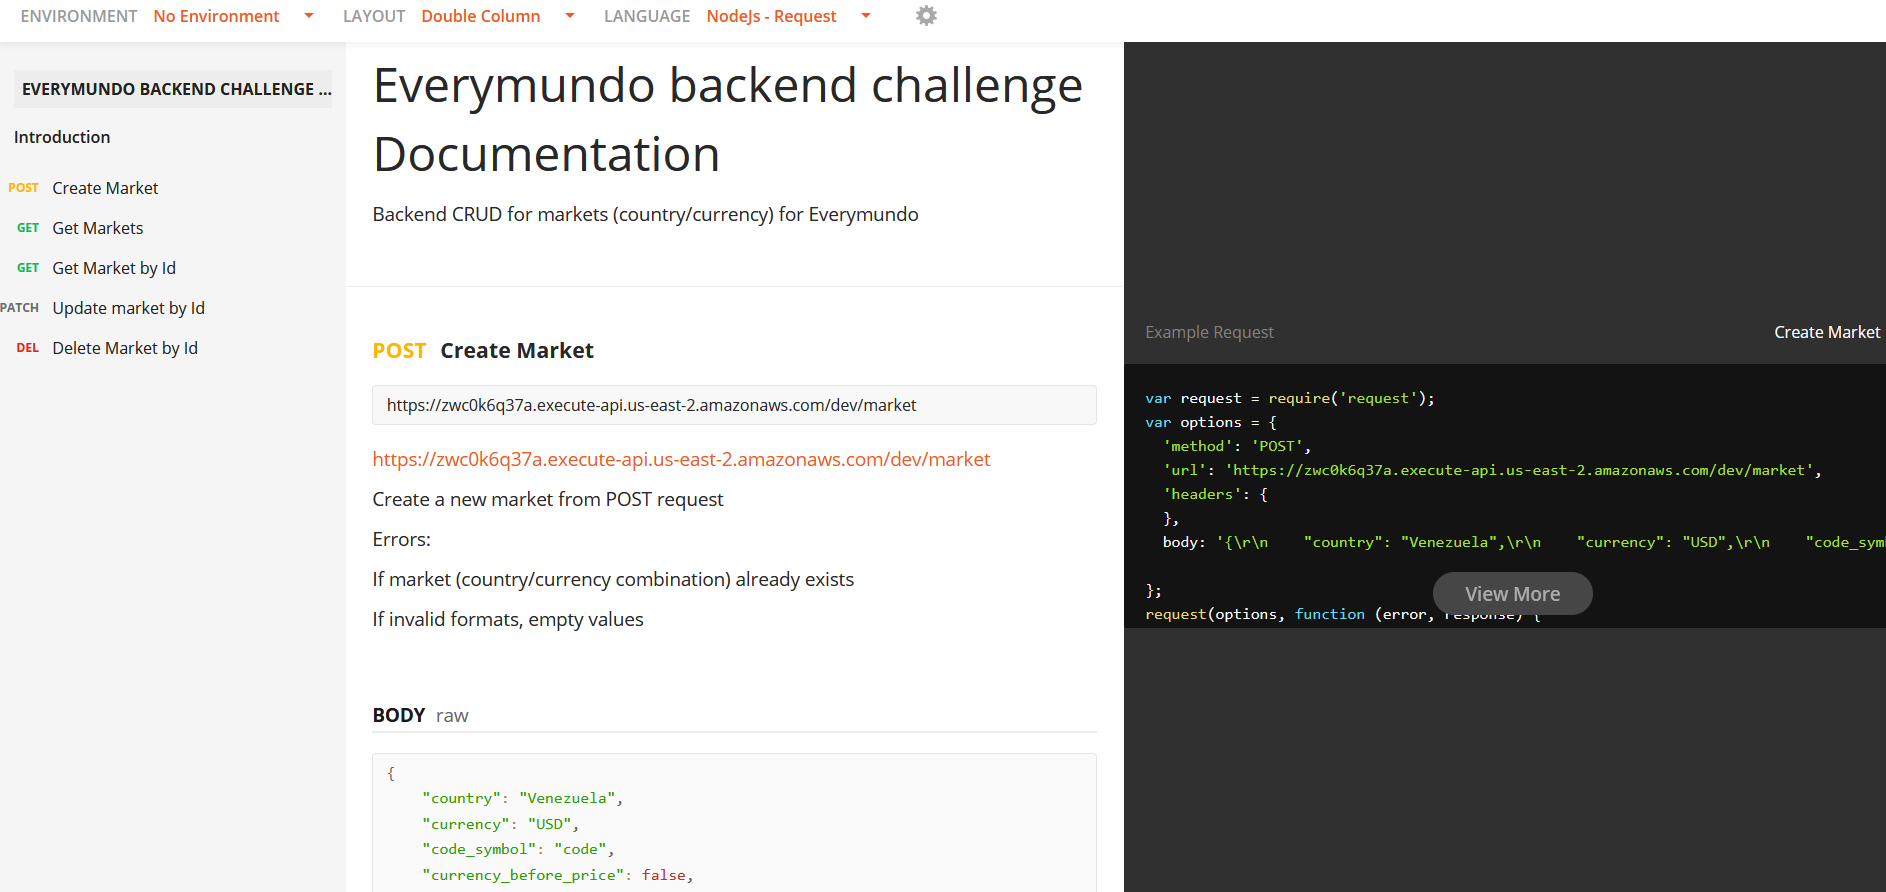 ENVIRONMENT No Environment LAYOUT Double Column LANGUAGE NodeJs - Request
EVERYMUNDO BACKEND CHALLENGE ...
Introduction
POST Create Market
GET Get Markets
GET Get Market by Id
PATCH Update market by Id
DEL Delete Market by Id
Everymundo backend challenge
Documentation
Backend CRUD for markets (country/currency) for Everymundo
POST Create Market
https://zwc0k6q37a.execute-api.us-east-2.amazonaws.com/dev/market
https://zwc0k6q37a.execute-api.us-east-2.amazonaws.com/dev/market
Create a new market from POST request
Errors:
If market (country/currency combination) already exists
If invalid formats, empty values
BODY raw
{
"country": "Venezuela",
"currency": "USD",
"code_symbol": "code",
"currency_before_price": false,
Example Request Create Market
var request = require('request');
var options = {
'method': 'POST',
'url': 'https://zwc0k6q37a.execute-api.us-east-2.amazonaws.com/dev/market',
'headers': {
},
body: '{\r\n    "country": "Venezuela",\r\n    "currency": "USD",\r\n    "code_sym
};
View More
request(options, function (error, response) {